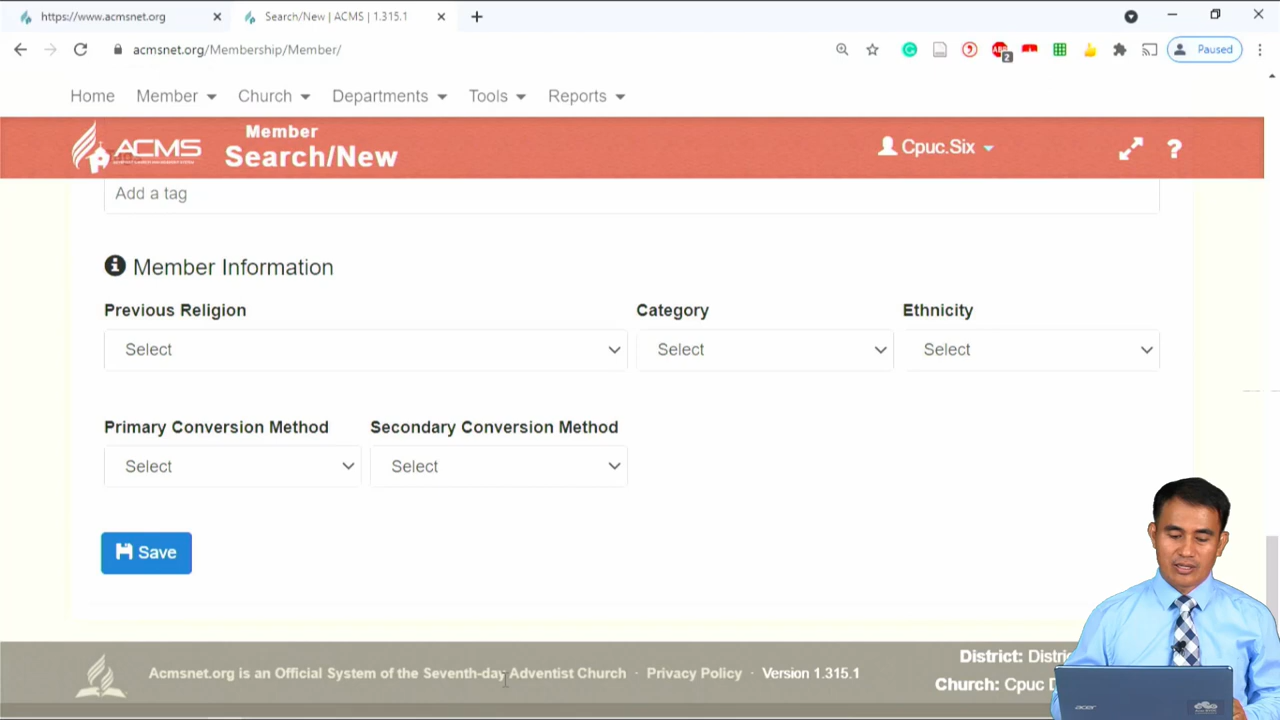 https://www.acmsnet.org
Search/New | ACMS | 1.315.1
acmsnet.org/Membership/Member/
ABP
2
Paused
Home Member Church Departments Tools Reports
ACMS
Member
Search/New
Cpuc.Six
?
Add a tag
Member Information
Previous Religion Category Ethnicity
Select Select Select
Primary Conversion Method Secondary Conversion Method
Select Select
Save
Acmsnet.org is an Official System of the Seventh-day Adventist Church · Privacy Policy · Version 1.315.1
District:
Church: Cpuc
acer